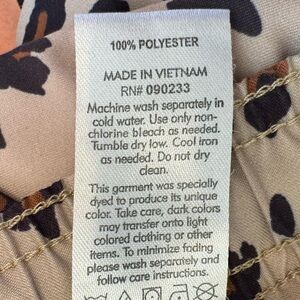 100% POLYESTER
MADE IN VIETNAM
RN# 090233
Machine wash separately in
cold water. Use only non-
chlorine bleach as needed.
Tumble dry low. Cool iron
as needed. Do not dry
clean.
This garment was specially
dyed to produce its unique
color. Take care, dark colors
may transfer onto light
colored clothing or other
items. To minimize fading
please wash separately and
follow care instructions.